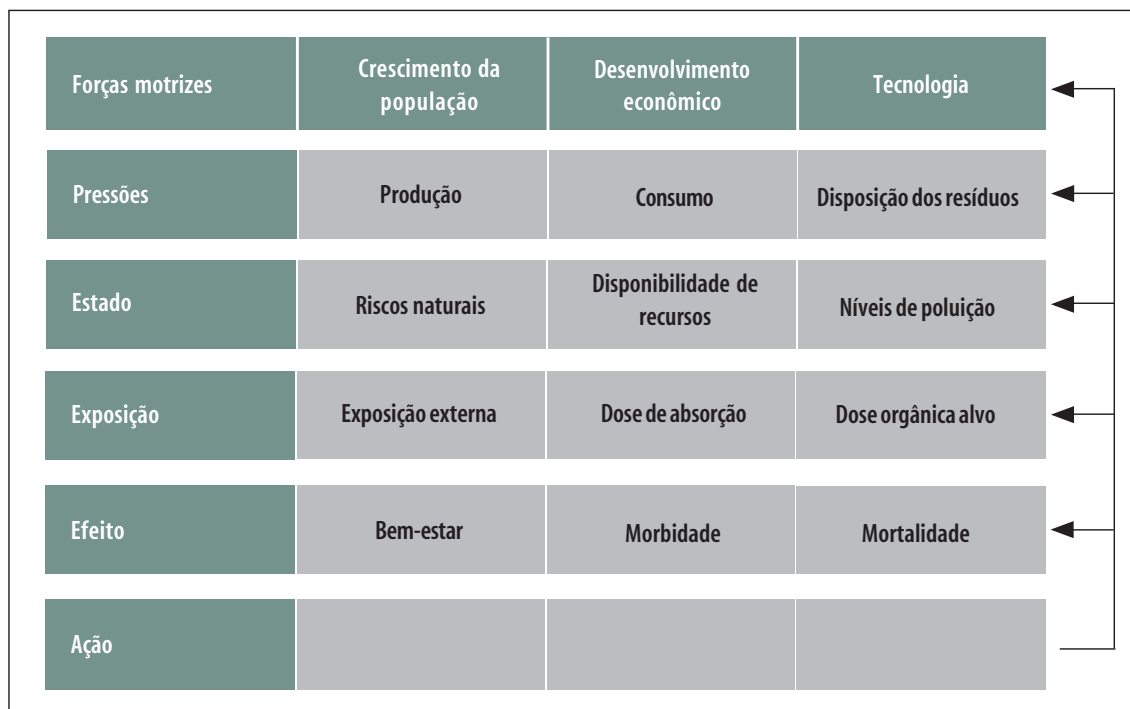 Forças motrizes
Crescimento da
população
Desenvolvimento
econômico
Tecnologia
Pressões
Produção
Consumo
Disposição dos resíduos
Estado
Riscos naturais
Disponibilidade de
recursos
Níveis de poluição
Exposição
Exposição externa
Dose de absorção
Dose orgânica alvo
Efeito
Bem-estar
Morbidade
Mortalidade
Ação